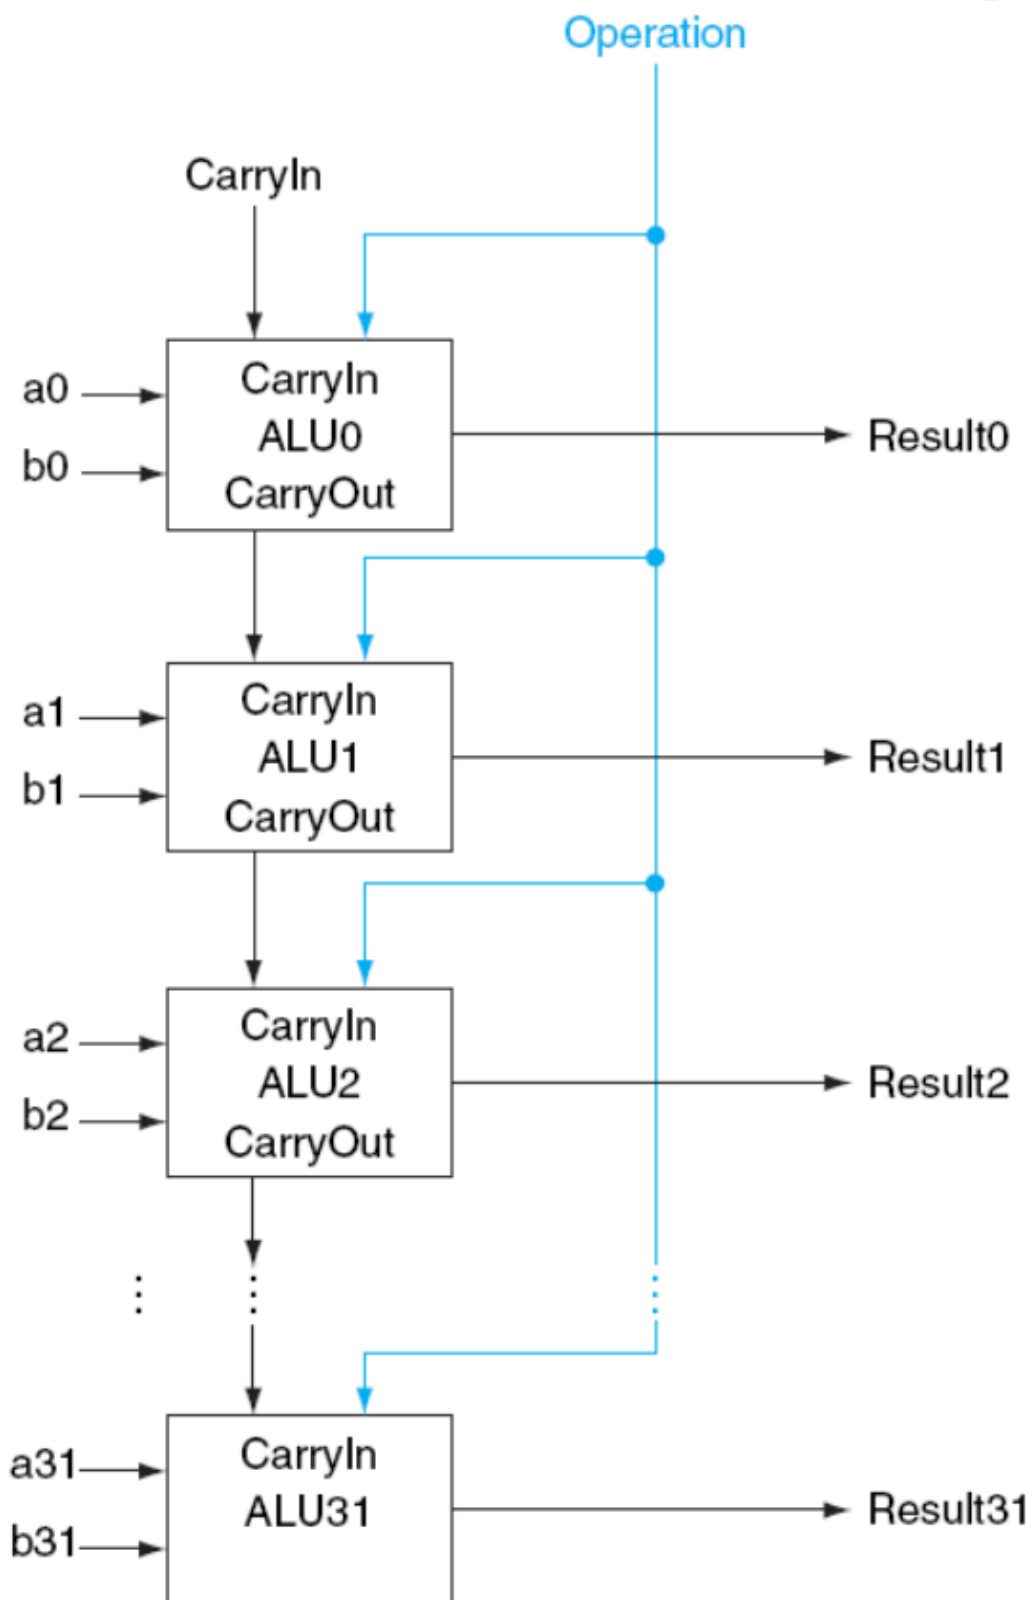 Operation
CarryIn
a0
b0
CarryIn
ALU0
CarryOut
Result0
a1
b1
CarryIn
ALU1
CarryOut
Result1
a2
b2
CarryIn
ALU2
CarryOut
Result2
a31
b31
CarryIn
ALU31
Result31